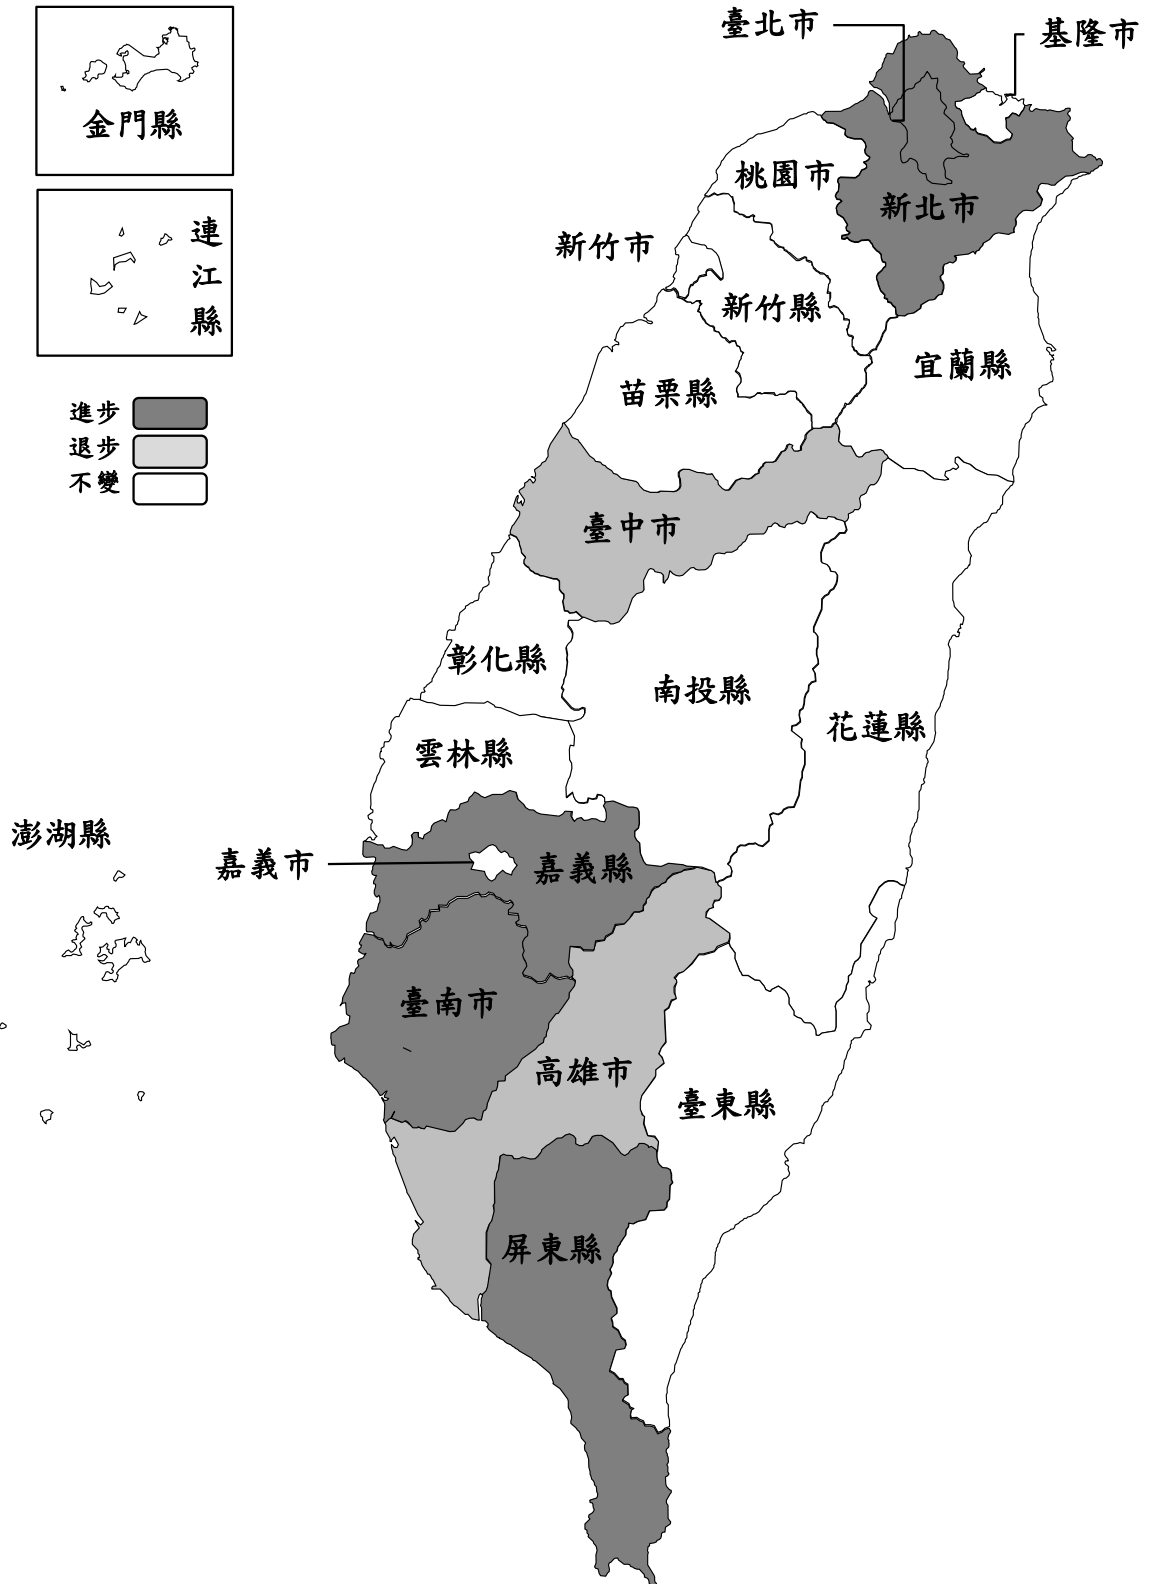 臺北市
基隆市
金門縣
桃園市
新北市
連江縣
新竹市
新竹縣
宜蘭縣
苗栗縣
進步
退步
不變
臺中市
彰化縣
南投縣
花蓮縣
雲林縣
澎湖縣
嘉義市
嘉義縣
臺南市
高雄市
臺東縣
屏東縣